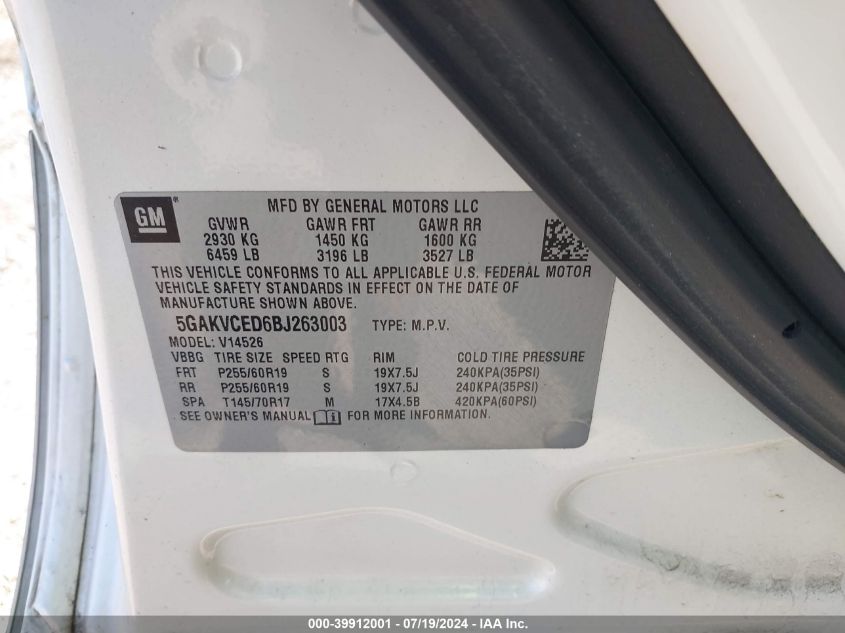 GM
MFD BY GENERAL MOTORS LLC
GVWR GAWR FRT GAWR RR
2930 KG 1450 KG 1600 KG
6459 LB 3196 LB 3527 LB
THIS VEHICLE CONFORMS TO ALL APPLICABLE U.S. FEDERAL MOTOR
VEHICLE SAFETY STANDARDS IN EFFECT ON THE DATE OF
MANUFACTURE SHOWN ABOVE.
5GAKVCED6BJ263003 TYPE: M.P.V.
MODEL: V14526
VBBG TIRE SIZE SPEED RTG RIM COLD TIRE PRESSURE
FRT P255/60R19 S 19X7.5J 240KPA(35PSI)
RR P255/60R19 S 19X7.5J 240KPA(35PSI)
SPA T145/70R17 M 17X4.5B 420KPA(60PSI)
SEE OWNER'S MANUAL FOR MORE INFORMATION.
000-39912001 - 07/19/2024 - IAA Inc.